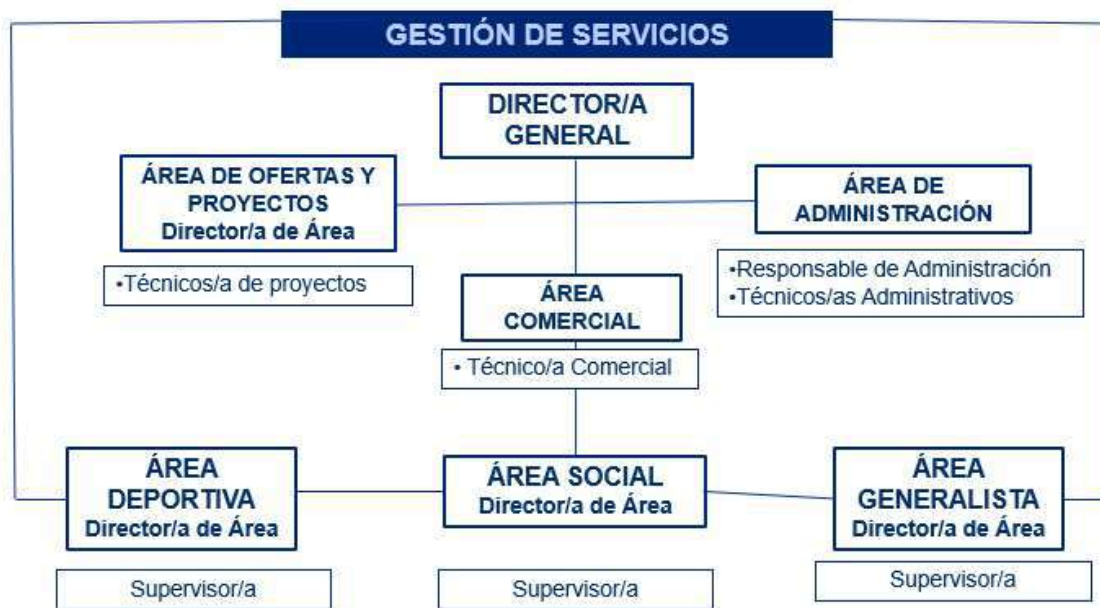 GESTIÓN DE SERVICIOS
DIRECTOR/A
GENERAL
ÁREA DE OFERTAS Y
PROYECTOS
Director/a de Área
ÁREA DE
ADMINISTRACIÓN
•Técnicos/a de proyectos
•Responsable de Administración
•Técnicos/as Administrativos
ÁREA
COMERCIAL
• Técnico/a Comercial
ÁREA
DEPORTIVA
Director/a de Área
ÁREA SOCIAL
Director/a de Área
ÁREA
GENERALISTA
Director/a de Área
Supervisor/a
Supervisor/a
Supervisor/a